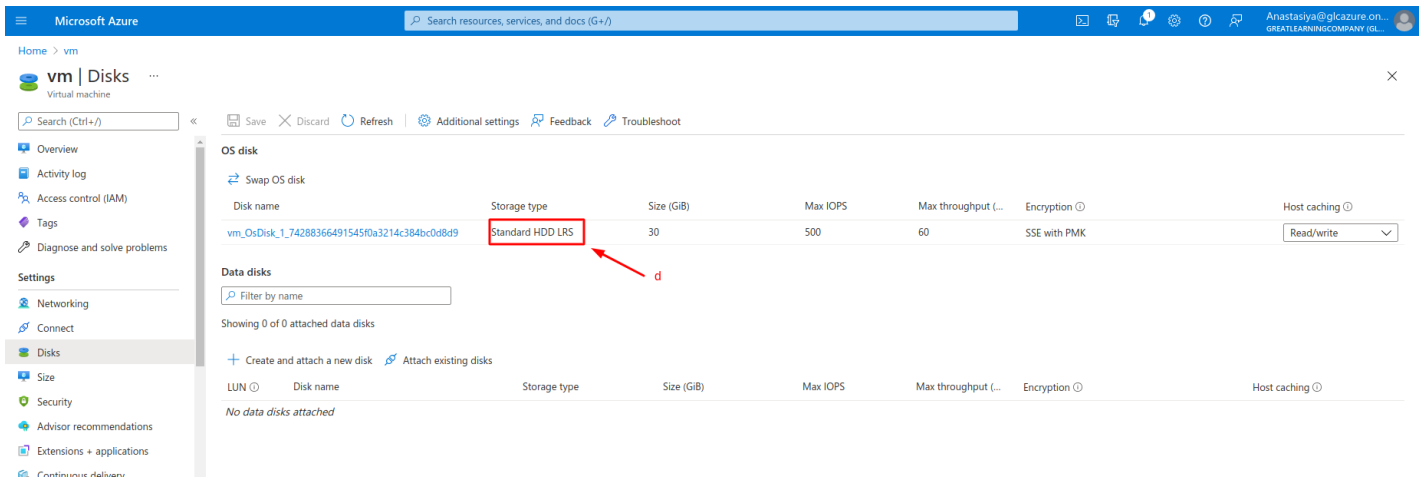 Microsoft Azure
Search resources, services, and docs (G+/)
1
Anastasiya@glcazure.on...
GREATLEARNINGCOMPANY (GL...
Home > vm
vm | Disks ...
Virtual machine
Search (Ctrl+/)
«
Save Discard Refresh Additional settings Feedback Troubleshoot
Overview
Activity log
Access control (IAM)
Tags
Diagnose and solve problems
Settings
Networking
Connect
Disks
Size
Security
Advisor recommendations
Extensions + applications
Continuous delivery
OS disk
Swap OS disk
Disk name Storage type Size (GiB) Max IOPS Max throughput (... Encryption Host caching
vm_OsDisk_1_74288366491545f0a3214c384bc0d8d9 Standard HDD LRS 30 500 60 SSE with PMK Read/write
d
Data disks
Filter by name
Showing 0 of 0 attached data disks
Create and attach a new disk Attach existing disks
LUN Disk name Storage type Size (GiB) Max IOPS Max throughput (... Encryption Host caching
No data disks attached